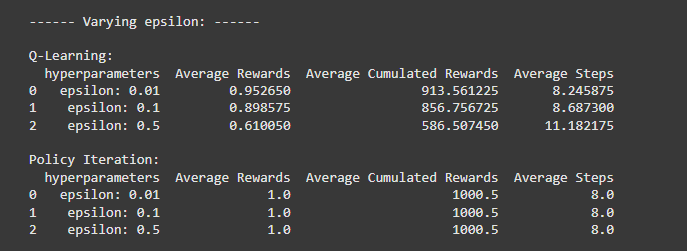 ------ Varying epsilon: ------
Q-Learning:
hyperparameters Average Rewards Average Cumulated Rewards Average Steps
0 epsilon: 0.01 0.952650 913.561225 8.245875
1 epsilon: 0.1 0.898575 856.756725 8.687300
2 epsilon: 0.5 0.610050 586.507450 11.182175
Policy Iteration:
hyperparameters Average Rewards Average Cumulated Rewards Average Steps
0 epsilon: 0.01 1.0 1000.5 8.0
1 epsilon: 0.1 1.0 1000.5 8.0
2 epsilon: 0.5 1.0 1000.5 8.0